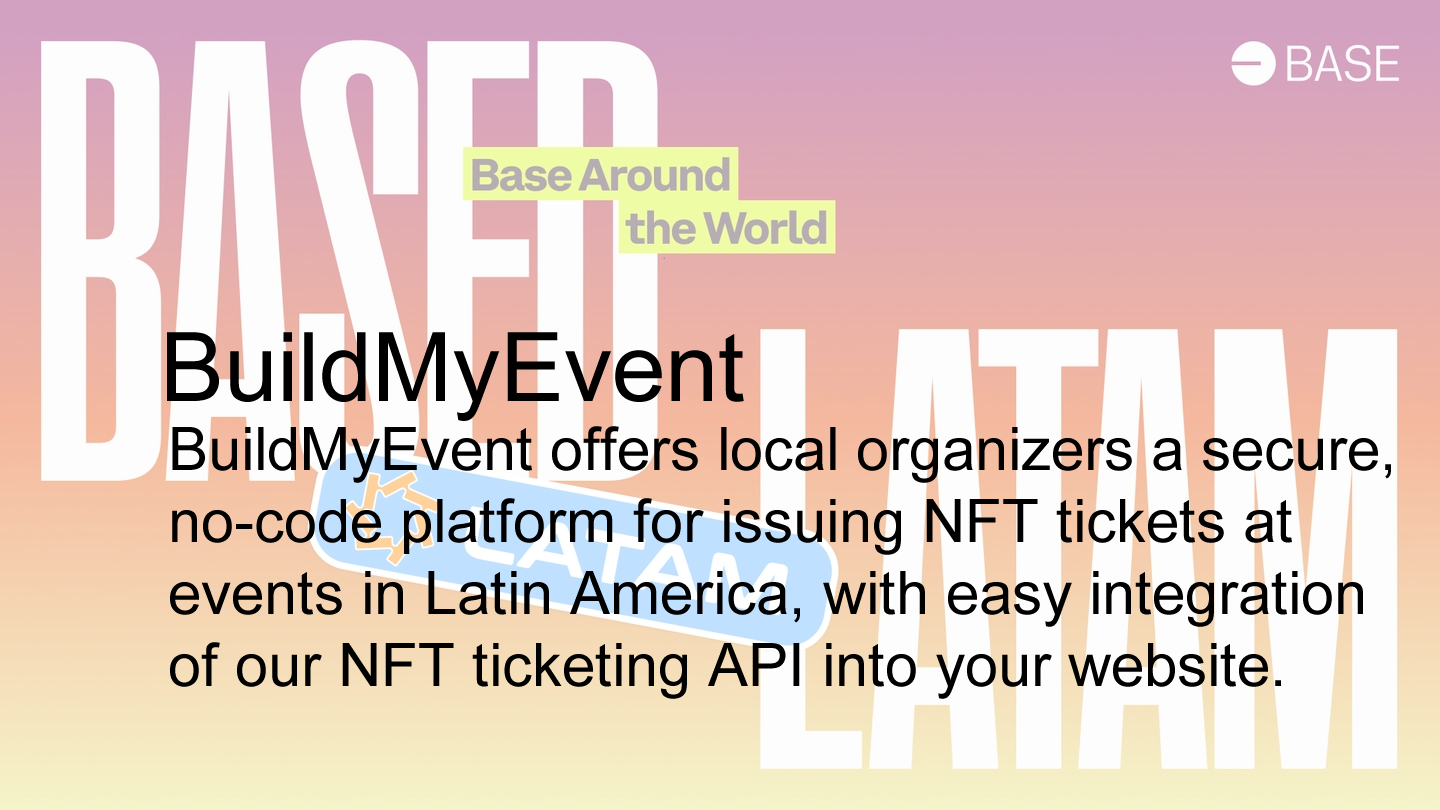 BASED
BASE
Base Around
the World
LATAM
BuildMyEvent
BuildMyEvent offers local organizers a secure,
no-code platform for issuing NFT tickets at
events in Latin America, with easy integration
of our NFT ticketing API into your website.
LATAM